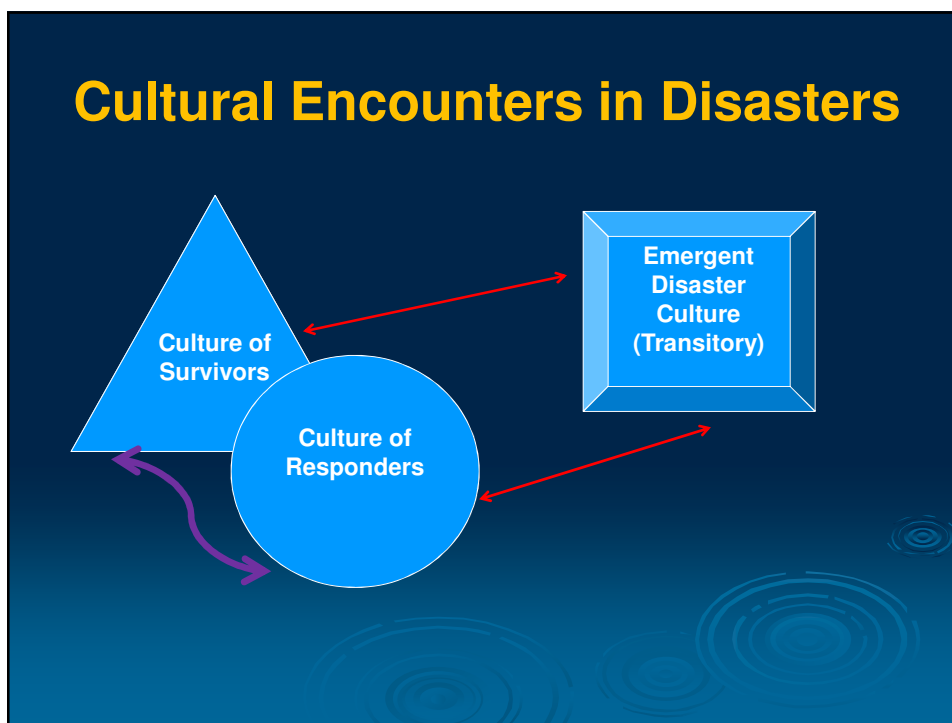 Cultural Encounters in Disasters
Culture of
Survivors
Culture of
Responders
Emergent
Disaster
Culture
(Transitory)